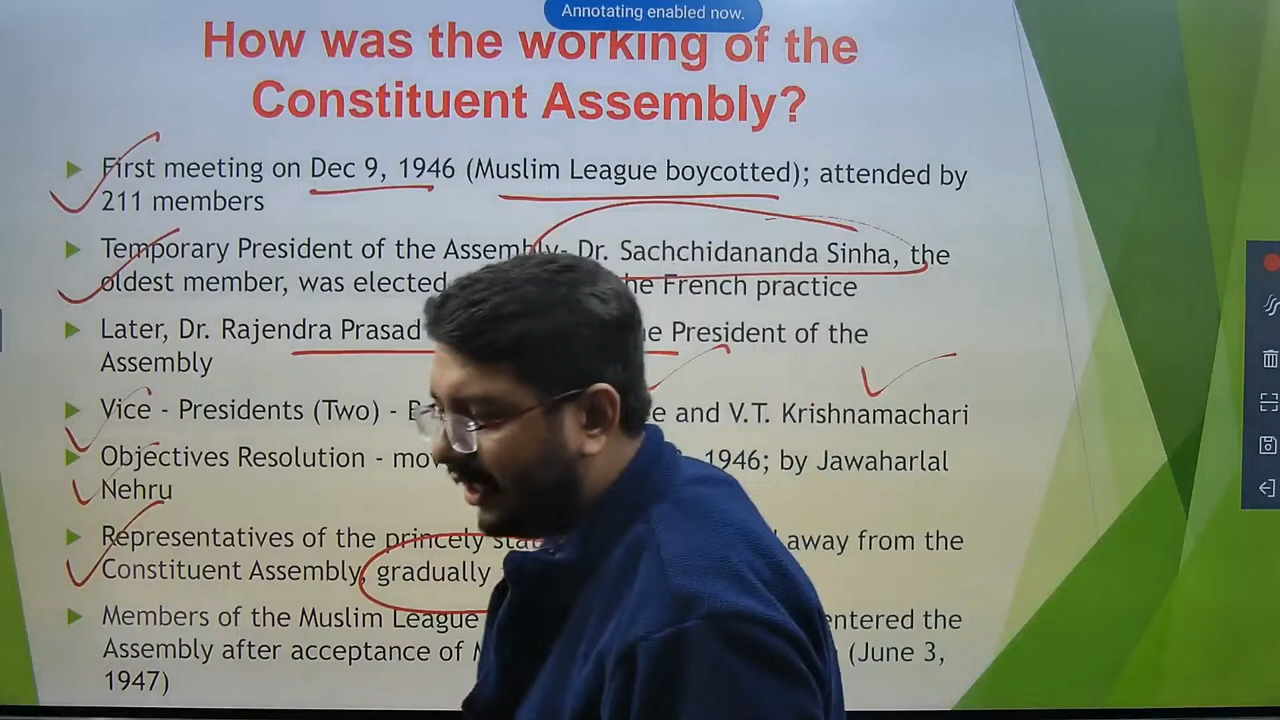 Annotating enabled now.
How was the working of the
Constituent Assembly?
First meeting on Dec 9, 1946 (Muslim League boycotted); attended by
211 members
Temporary President of the Assembly- Dr. Sachchidananda Sinha, the
oldest member, was elected French practice
Later, Dr. Rajendra Prasad President of the
Assembly
Vice - Presidents (Two) - and V.T. Krishnamachari
Objectives Resolution - 1946; by Jawaharlal
Nehru
Representatives of the princely away from the
Constituent Assembly, gradually
Members of the Muslim League entered the
Assembly after acceptance of (June 3,
1947)